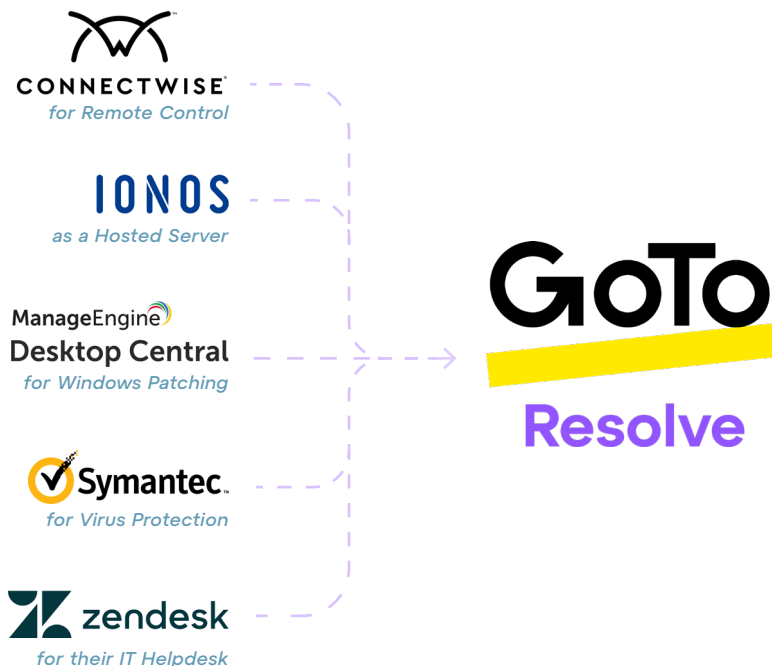 CONNECTWISE
for Remote Control
IONOS
as a Hosted Server
ManageEngine
Desktop Central
for Windows Patching
Symantec™
for Virus Protection
zendesk
for their IT Helpdesk
GoTo
Resolve